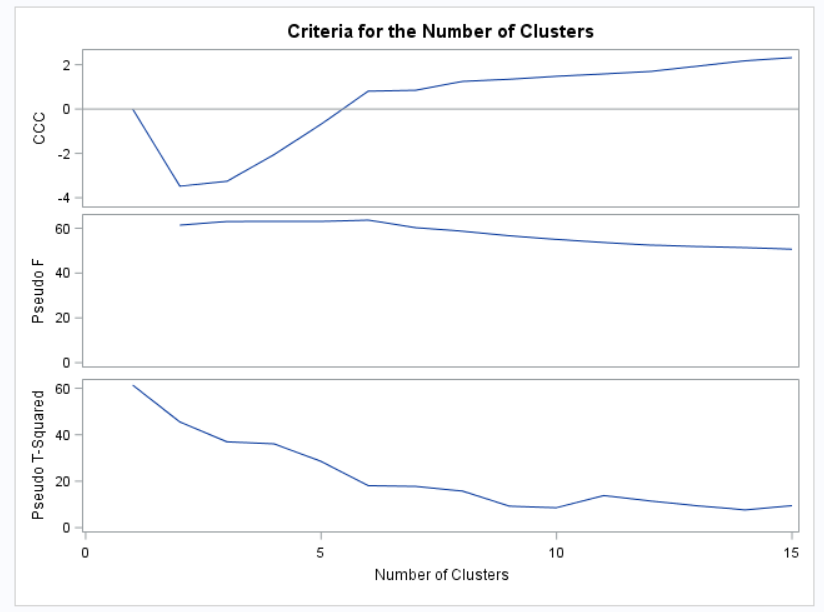 Criteria for the Number of Clusters
2
0
-2
-4
CCC
60
40
20
0
Pseudo F
60
40
20
0
Pseudo T-Squared
0 5 10 15
Number of Clusters